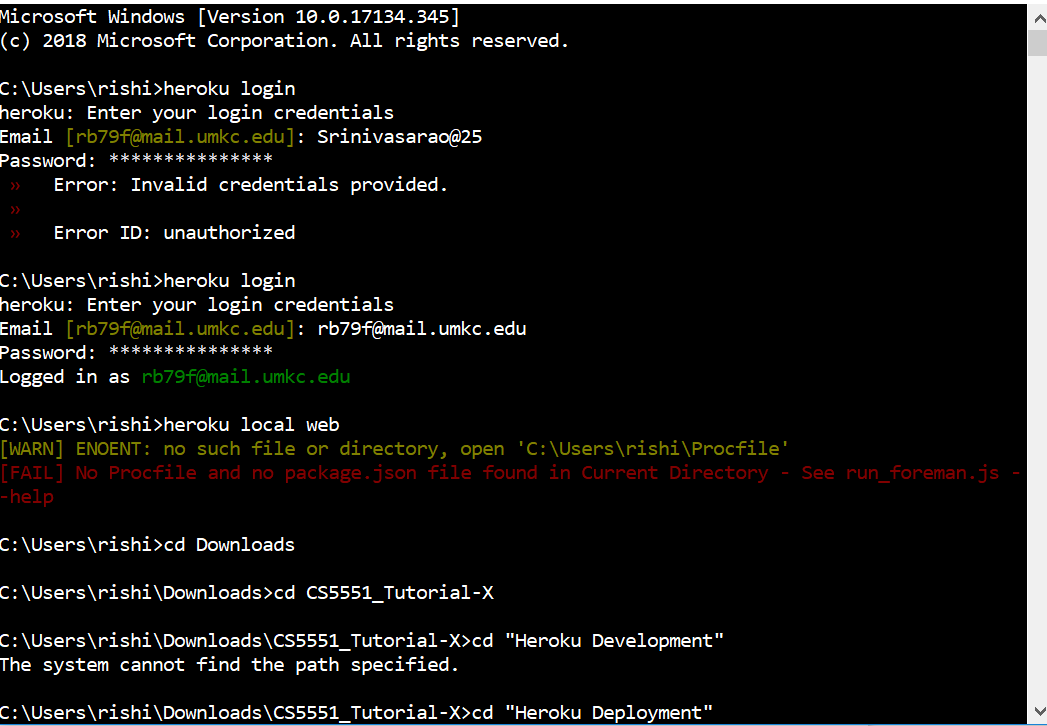 Microsoft Windows [Version 10.0.17134.345]
(c) 2018 Microsoft Corporation. All rights reserved.
C:\Users\rishi>heroku login
heroku: Enter your login credentials
Email [rb79f@mail.umkc.edu]: Srinivasarao@25
Password: ***************
»   Error: Invalid credentials provided.
»
»   Error ID: unauthorized
C:\Users\rishi>heroku login
heroku: Enter your login credentials
Email [rb79f@mail.umkc.edu]: rb79f@mail.umkc.edu
Password: ***************
Logged in as rb79f@mail.umkc.edu
C:\Users\rishi>heroku local web
[WARN] ENOENT: no such file or directory, open 'C:\Users\rishi\Procfile'
[FAIL] No Procfile and no package.json file found in Current Directory - See run_foreman.js -
-help
C:\Users\rishi>cd Downloads
C:\Users\rishi\Downloads>cd CS5551_Tutorial-X
C:\Users\rishi\Downloads\CS5551_Tutorial-X>cd "Heroku Development"
The system cannot find the path specified.
C:\Users\rishi\Downloads\CS5551_Tutorial-X>cd "Heroku Deployment"